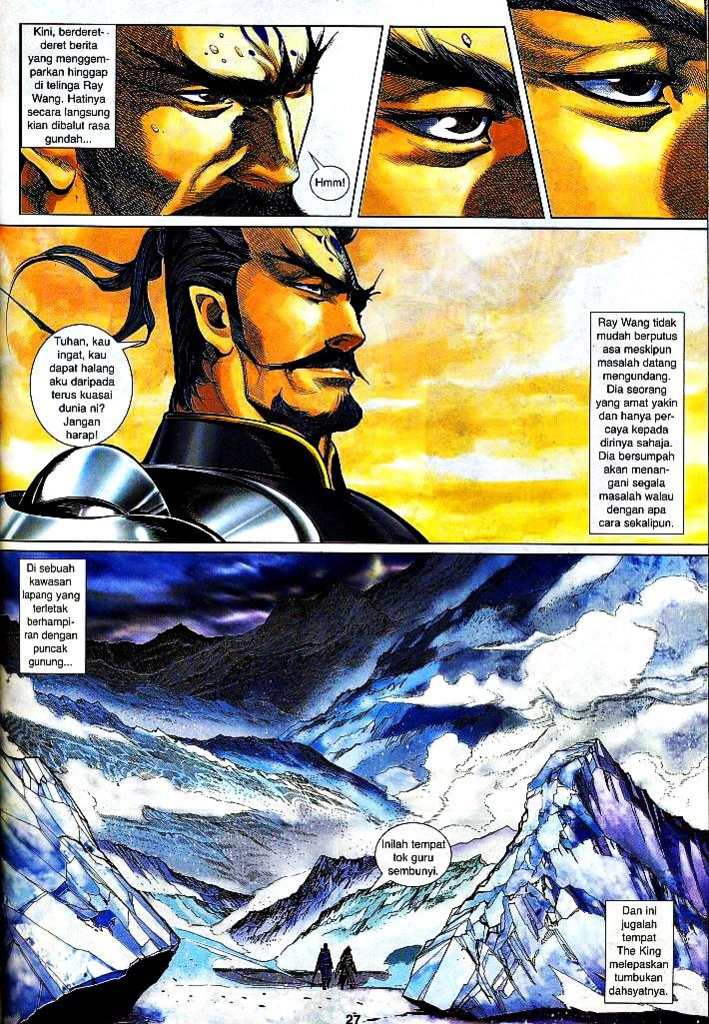 Kini, berderet-
deret berita
yang menggem-
parkan hinggap
di telinga Ray
Wang. Hatinya
secara langsung
kian dibalut rasa
gundah...
Hmm!
Tuhan, kau
ingat, kau
dapat halang
aku daripada
terus kuasai
dunia ni?
Jangan
harap!
Ray Wang tidak
mudah berputus
asa meskipun
masalah datang
mengundang.
Dia seorang
yang amat yakin
dan hanya per-
caya kepada
dirinya sahaja.
Dia bersumpah
akan menan-
gani segala
masalah walau
dengan apa
cara sekalipun.
Di sebuah
kawasan
lapang yang
terletak
berhampi-
ran dengan
puncak
gunung...
Inilah tempat
tok guru
sembunyi.
Dan ini
jugalah
tempat
The King
melepaskan
tumbukan
dahsyatnya.
27